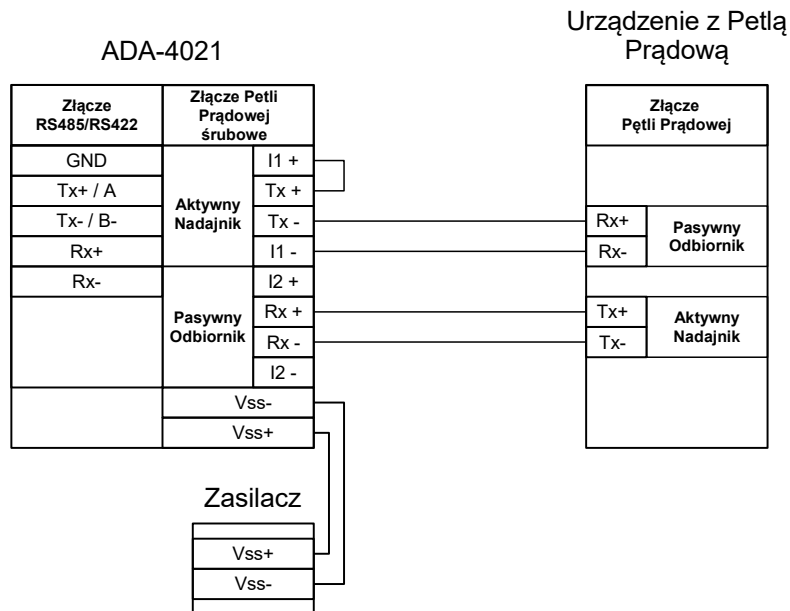 Urządzenie z Petlą
Prądową
ADA-4021
Złącze
RS485/RS422
Złącze Petli
Prądowej
śrubowe
GND
Tx+ / A
Tx- / B-
Rx+
Rx-
Aktywny
Nadajnik
I1 +
Tx +
Tx -
I1 -
Pasywny
Odbiornik
I2 +
Rx +
Rx -
I2 -
Vss-
Vss+
Złącze
Pętli Prądowej
Rx+
Rx-
Pasywny
Odbiornik
Tx+
Tx-
Aktywny
Nadajnik
Zasilacz
Vss+
Vss-